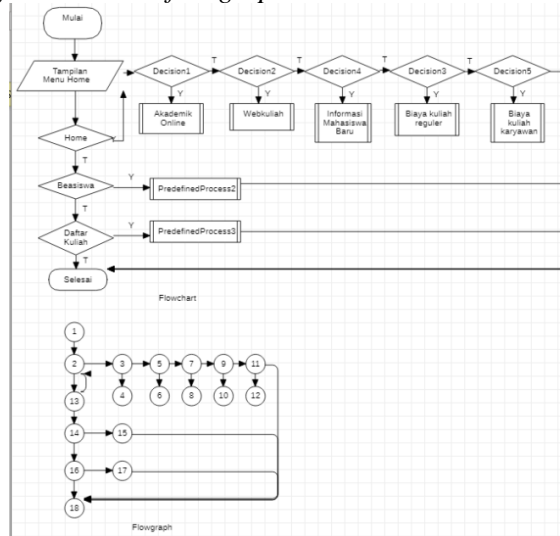 Mulai
Tampilan
Menu Home
Decision1
T
Decision2
T
Decision4
T
Decision3
T
Decision5
Y
Y
Y
Y
Y
Akademik
Online
Webkuliah
Informasi
Mahasiswa
Baru
Biaya kuliah
reguler
Biaya
kuliah
karyawan
Home
Y
T
Beasiswa
Y
PredefinedProcess2
T
Daftar
Kuliah
Y
PredefinedProcess3
T
Selesai
Flowchart
1
2
3
5
7
9
11
13
4
6
8
10
12
14
15
16
17
18
Flowgraph